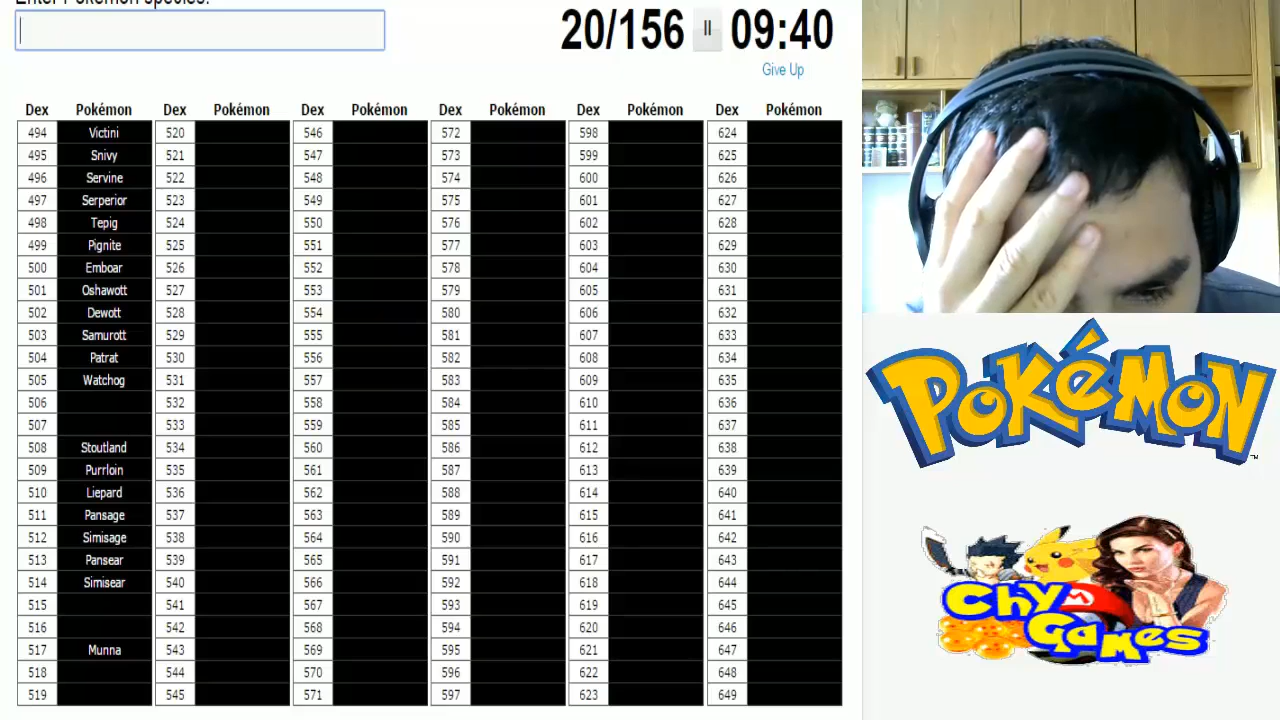 Enter Pokémon species:
20/156 II 09:40
Give Up
Dex Pokémon Dex Pokémon Dex Pokémon Dex Pokémon Dex Pokémon Dex Pokémon
494 Victini 520 546 572 598 624
495 Snivy 521 547 573 599 625
496 Servine 522 548 574 600 626
497 Serperior 523 549 575 601 627
498 Tepig 524 550 576 602 628
499 Pignite 525 551 577 603 629
500 Emboar 526 552 578 604 630
501 Oshawott 527 553 579 605 631
502 Dewott 528 554 580 606 632
503 Samurott 529 555 581 607 633
504 Patrat 530 556 582 608 634
505 Watchog 531 557 583 609 635
506 532 558 584 610 636
507 533 559 585 611 637
508 Stoutland 534 560 586 612 638
509 Purrloin 535 561 587 613 639
510 Liepard 536 562 588 614 640
511 Pansage 537 563 589 615 641
512 Simisage 538 564 590 616 642
513 Pansear 539 565 591 617 643
514 Simisear 540 566 592 618 644
515 541 567 593 619 645
516 542 568 594 620 646
517 Munna 543 569 595 621 647
518 544 570 596 622 648
519 545 571 597 623 649
POKéMON
TM
Chy
M
Games